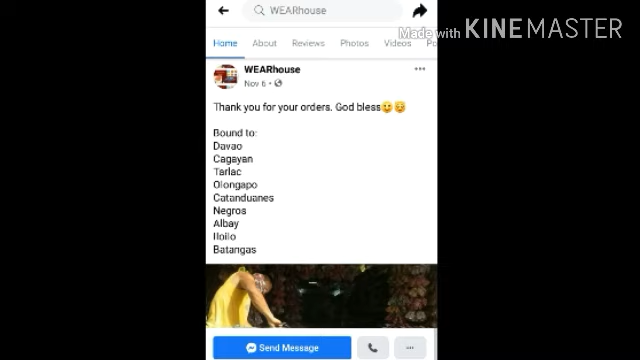 WEARhouse
Made with KINEMASTER
Home About Reviews Photos Videos Po
WEARhouse
Nov 6
Thank you for your orders. God bless😉😌
Bound to:
Davao
Cagayan
Tarlac
Olongapo
Catanduanes
Negros
Albay
Iloilo
Batangas
Send Message